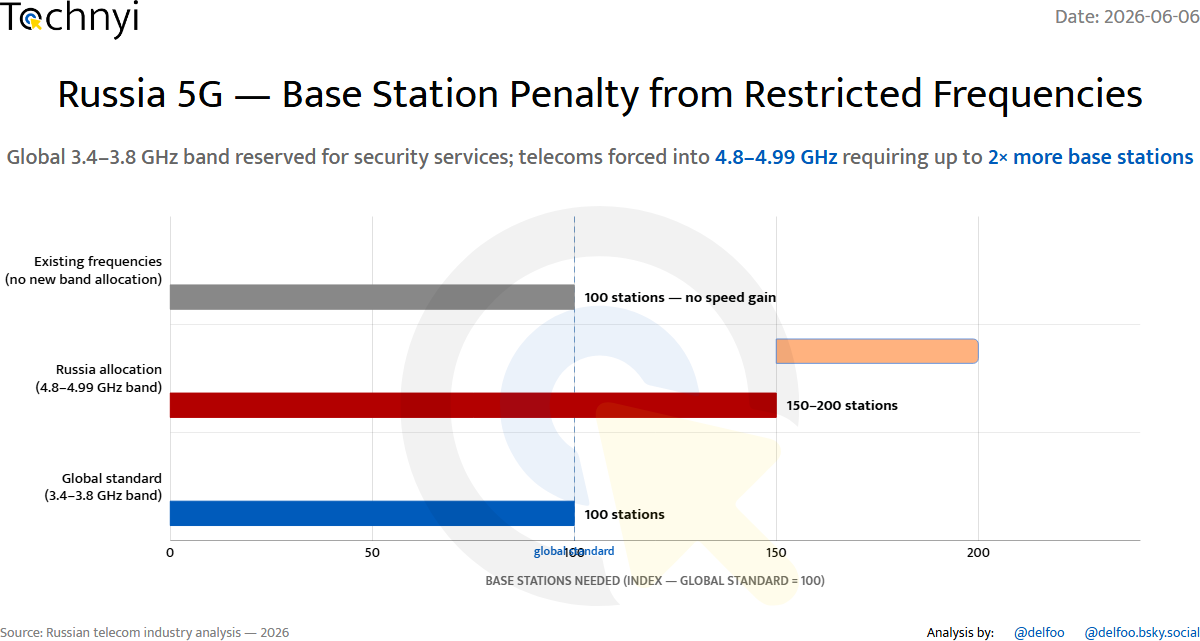 Technyi
Date: 2026-06-06
Russia 5G — Base Station Penalty from Restricted Frequencies
Global 3.4–3.8 GHz band reserved for security services; telecoms forced into 4.8–4.99 GHz requiring up to 2× more base stations
Existing frequencies
(no new band allocation)
100 stations — no speed gain
Russia allocation
(4.8–4.99 GHz band)
150–200 stations
Global standard
(3.4–3.8 GHz band)
100 stations
0
50
100
global standard
150
200
BASE STATIONS NEEDED (INDEX — GLOBAL STANDARD = 100)
Source: Russian telecom industry analysis — 2026
Analysis by: @delfoo @delfoo.bsky.social